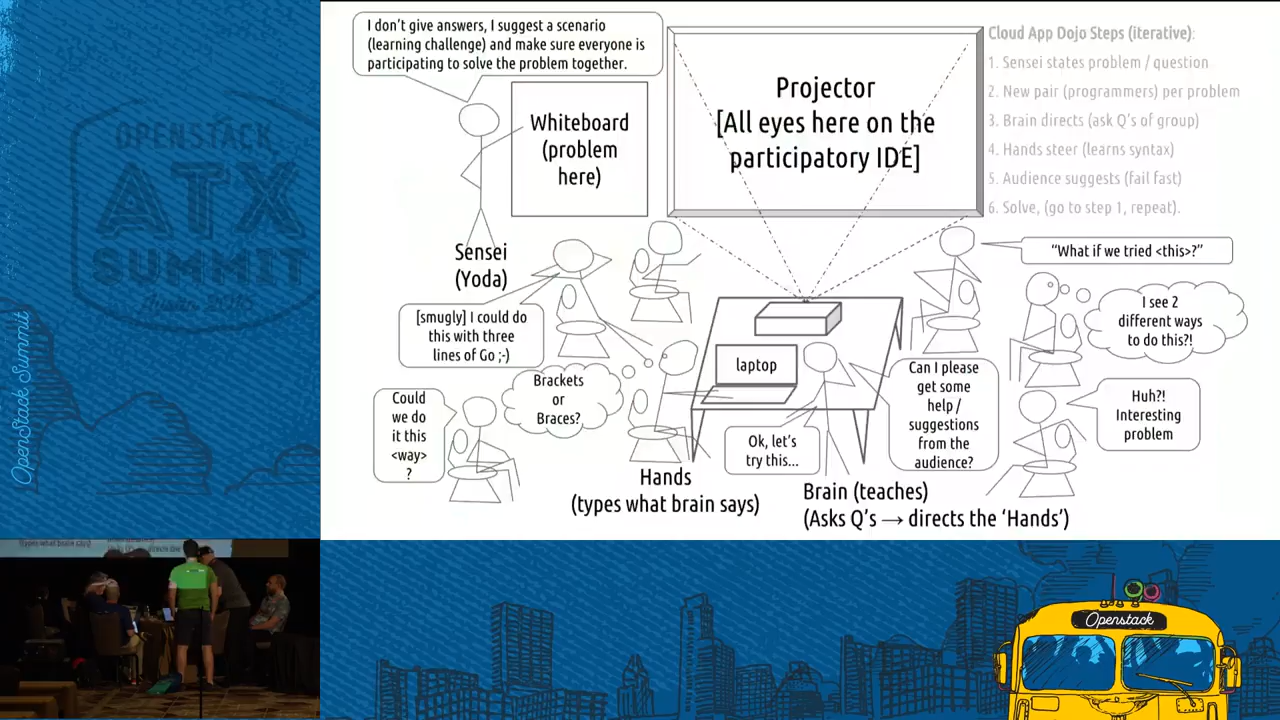 I don't give answers, I suggest a scenario
(learning challenge) and make sure everyone is
participating to solve the problem together.
Whiteboard
(problem
here)
Projector
[All eyes here on the
participatory IDE]
Cloud App Dojo Steps (iterative):
1. Sensei states problem / question
2. New pair (programmers) per problem
3. Brain directs (ask Q's of group)
4. Hands steer (learns syntax)
5. Audience suggests (fail fast)
6. Solve, (go to step 1, repeat).
Sensei
(Yoda)
[smugly] I could do
this with three
lines of Go ;-)
"What if we tried <this>?"
I see 2
different ways
to do this?!
Could
we do
it this
<way>
?
Brackets
or
Braces?
laptop
Ok, let's
try this...
Can I please
get some
help /
suggestions
from the
audience?
Huh?!
Interesting
problem
Hands
(types what brain says)
Brain (teaches)
(Asks Q's → directs the 'Hands')
OPENSTACK
ATX
SUMMIT
OpenStack Summit
Openstack